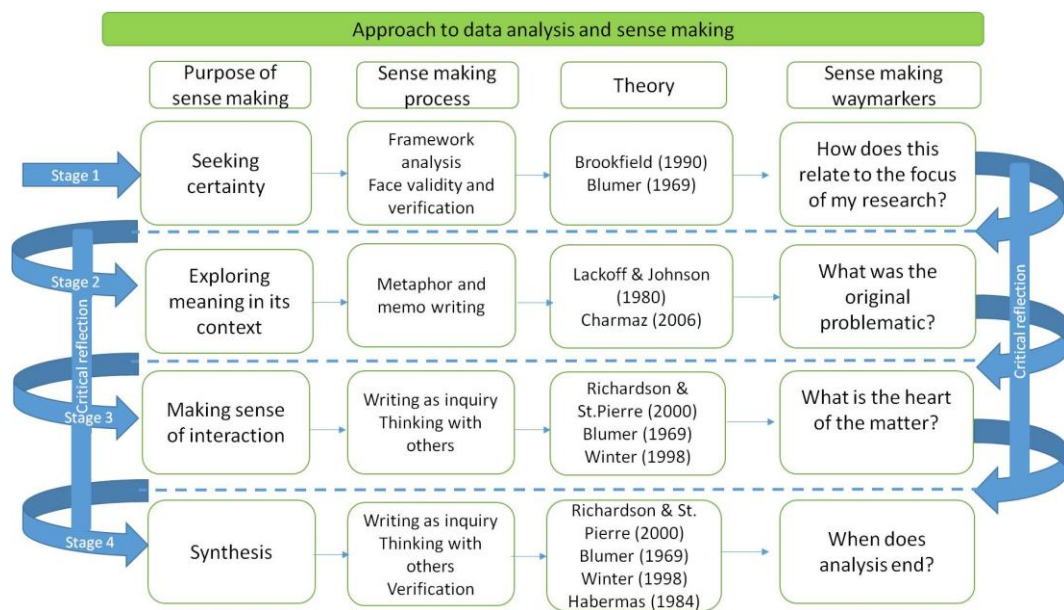 Approach to data analysis and sense making
Purpose of
sense making
Sense making
process
Theory
Sense making
waymarkers
Stage 1
Seeking
certainty
Framework
analysis
Face validity and
verification
Brookfield (1990)
Blumer (1969)
How does this
relate to the focus
of my research?
Stage 2
Exploring
meaning in its
context
Metaphor and
memo writing
Lackoff & Johnson
(1980)
Charmaz (2006)
What was the
original
problematic?
Critical reflection
Critical reflection
Stage 3
Making sense
of interaction
Writing as inquiry
Thinking with
others
Richardson &
St.Pierre (2000)
Blumer (1969)
Winter (1998)
What is the heart
of the matter?
Stage 4
Synthesis
Writing as inquiry
Thinking with
others
Verification
Richardson & St.
Pierre (2000)
Blumer (1969)
Winter (1998)
Habermas (1984)
When does
analysis end?